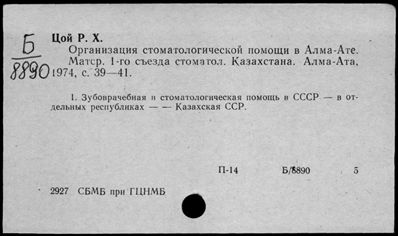 Б
8890
Цой Р. Х.
Организация стоматологической помощи в Алма-Ате.
Матер. 1-го съезда стоматол. Казахстана. Алма-Ата,
1974, с. 39—41.
1. Зубоврачебная и стоматологическая помощь в СССР — в от-
дельных республиках — — Казахская ССР.
П-14 Б/8890 5
2927 СБМБ при ГЦНМБ